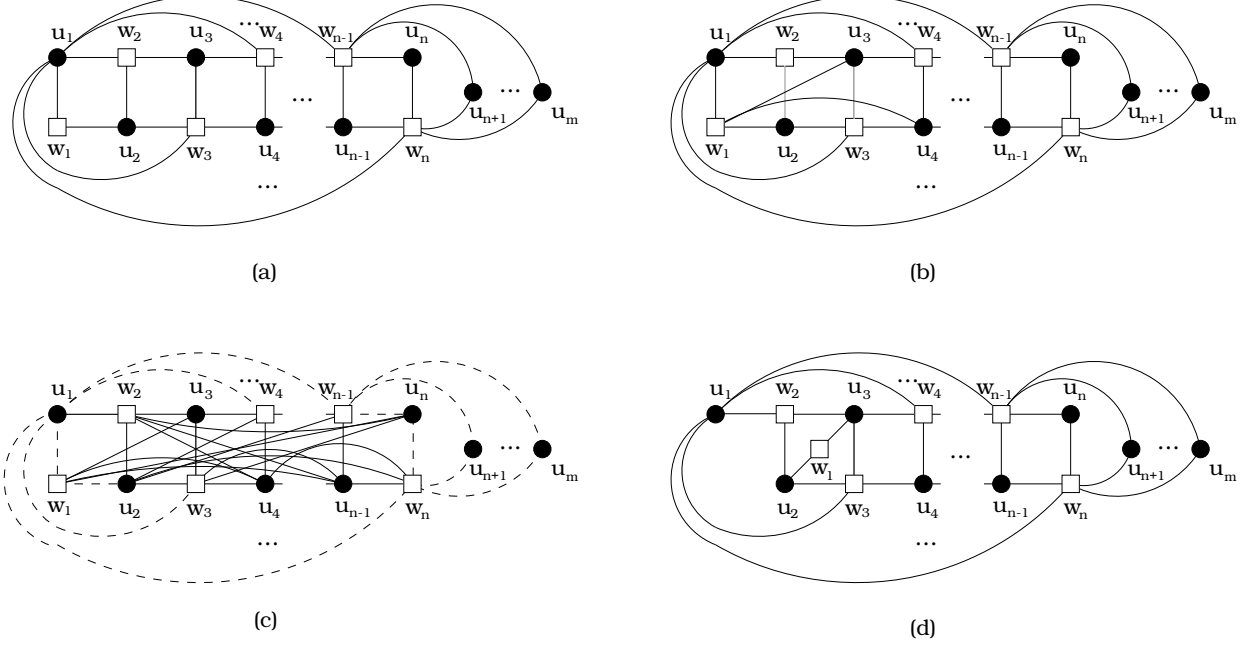 ... ...
u1 w2 u3 w4 wn-1 un u1 w2 u3 w4 wn-1 un
... ... ... ...
un+1 um un+1 um
w1 u2 w3 u4 un-1 wn w1 u2 w3 u4 un-1 wn
... ...
(a) (b)
... ...
u1 w2 u3 w4 wn-1 un u1 w2 u3 w4 wn-1 un
... ... ...
w1
un+1 um un+1 um
w1 u2 w3 u4 un-1 wn u2 w3 u4 un-1 wn
... ...
(c) (d)